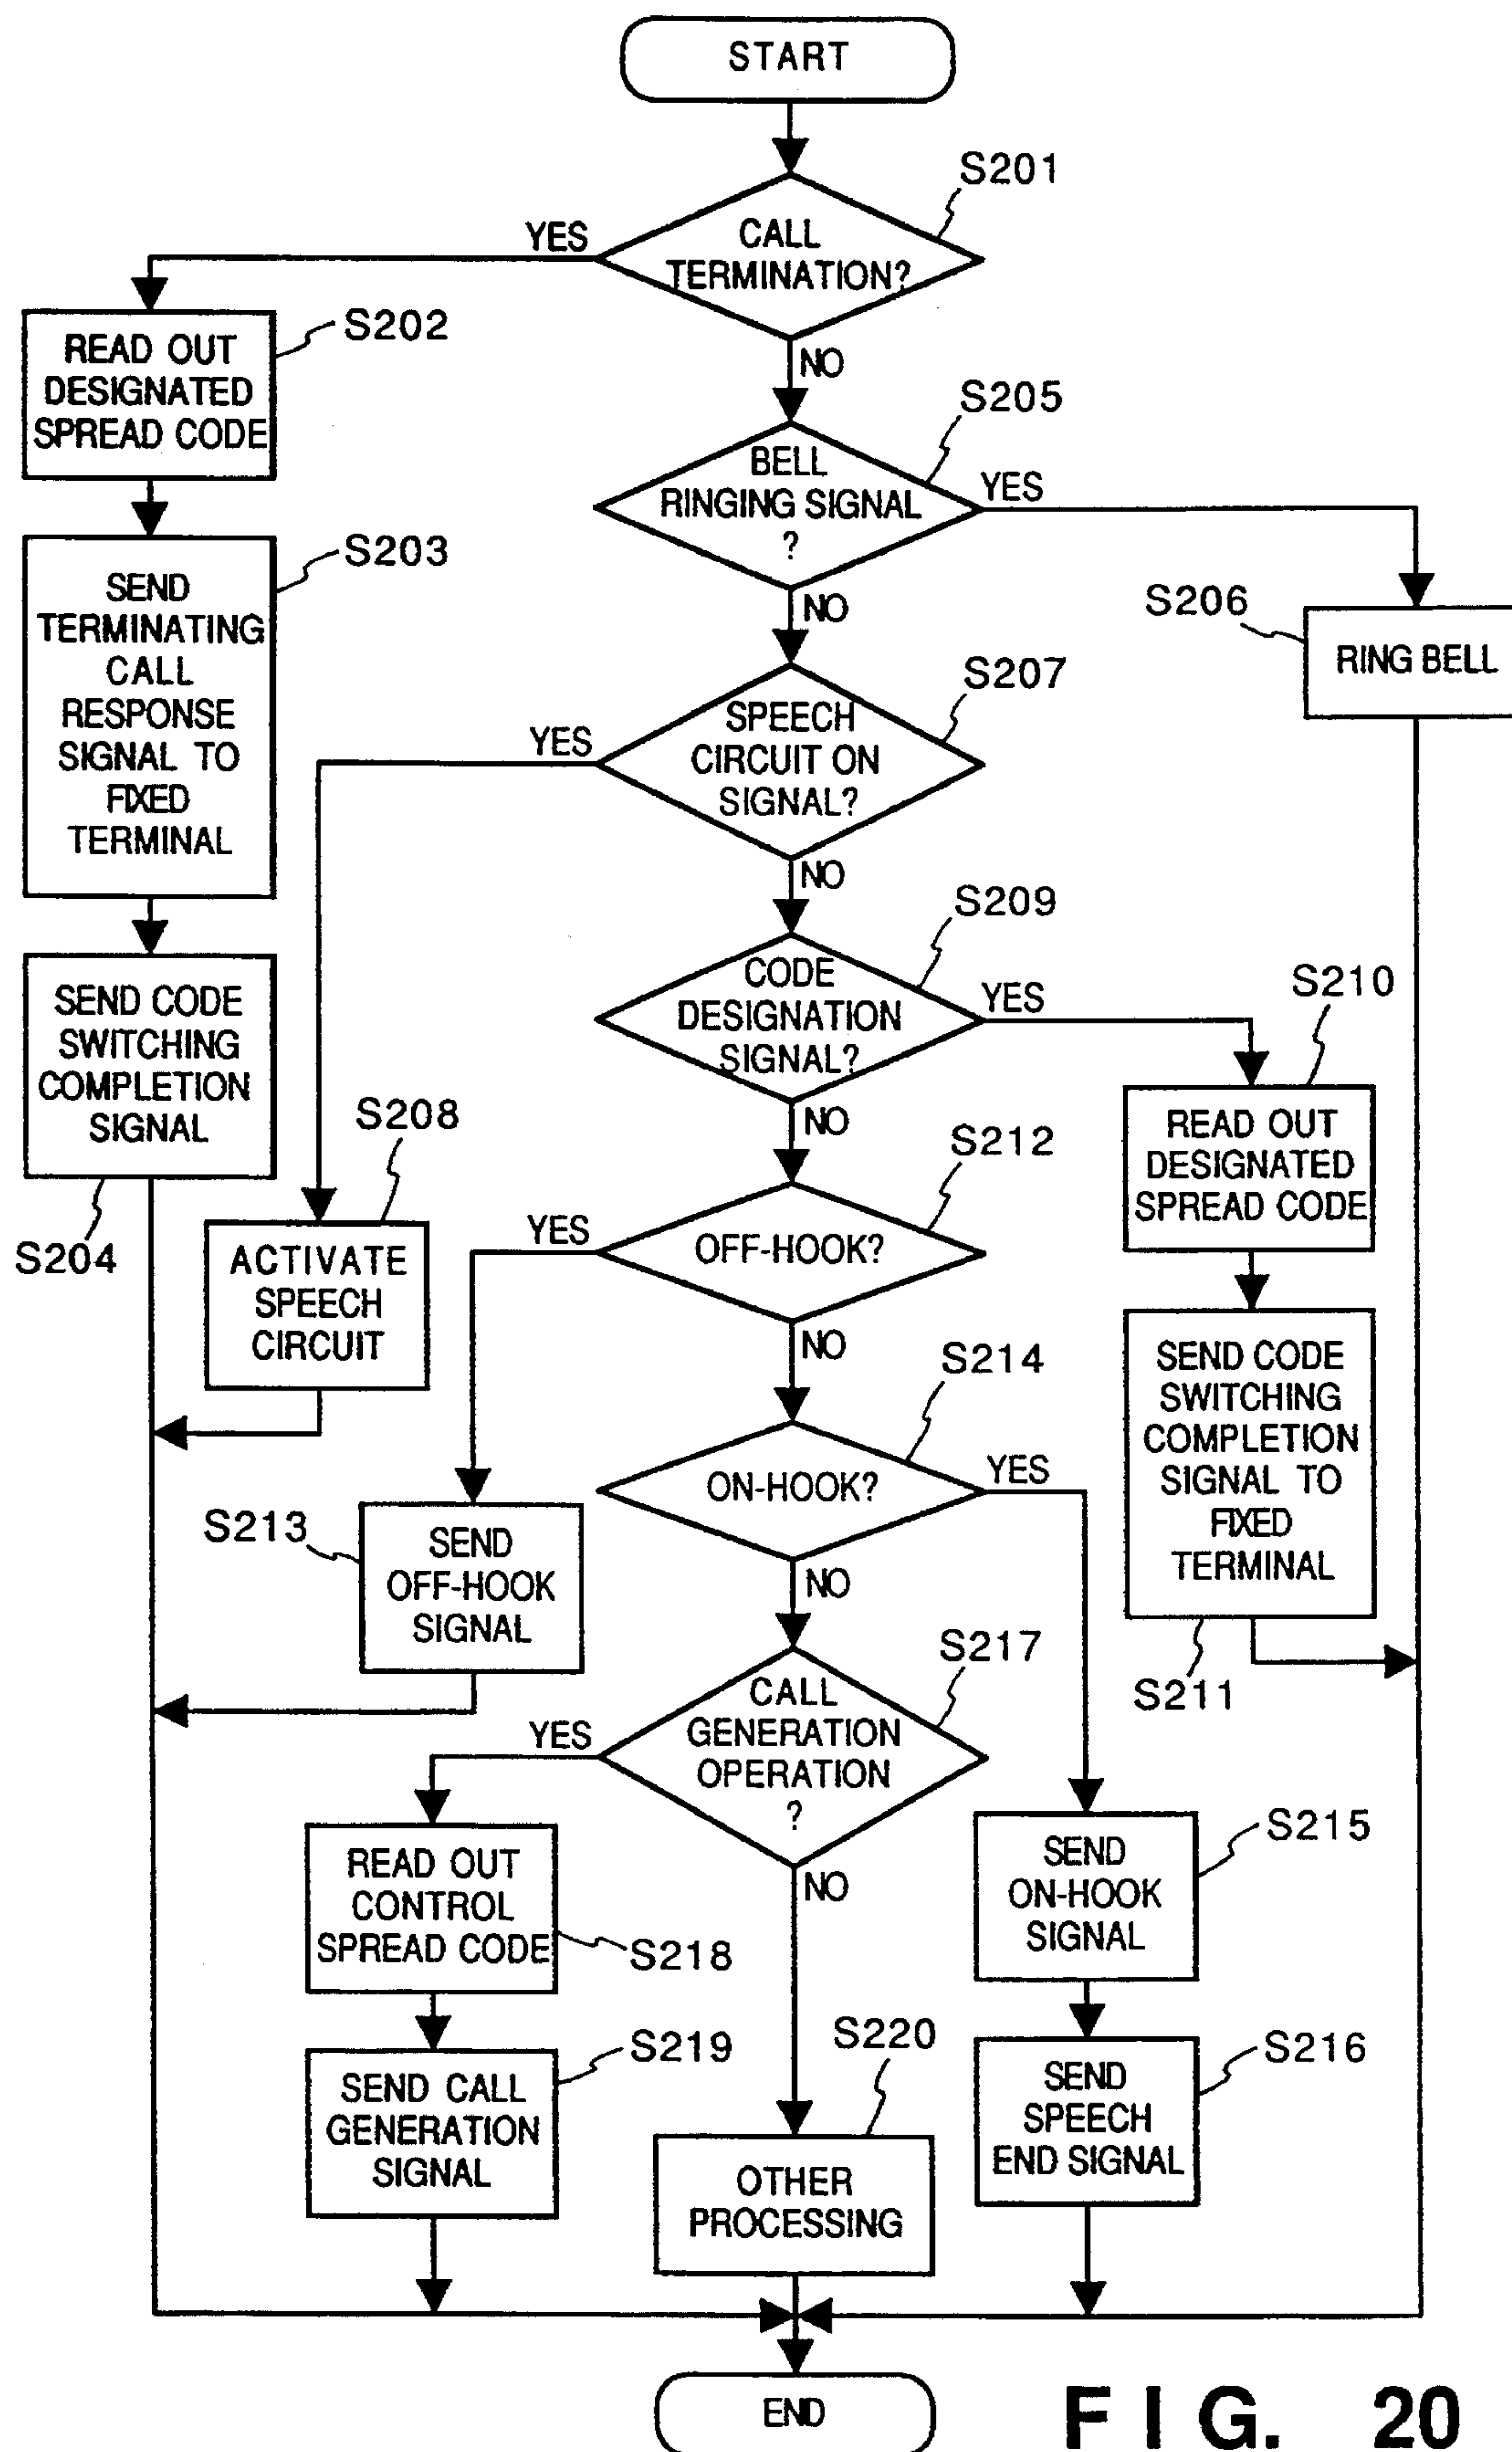 START
S201
CALL
TERMINATION?
YES
NO
S202
READ OUT
DESIGNATED
SPREAD CODE
S203
SEND
TERMINATING
CALL
RESPONSE
SIGNAL TO
FIXED
TERMINAL
SEND CODE
SWITCHING
COMPLETION
SIGNAL
S204
S205
BELL
RINGING SIGNAL
?
YES
NO
S206
RING BELL
S207
SPEECH
CIRCUIT ON
SIGNAL?
YES
NO
S208
ACTIVATE
SPEECH
CIRCUIT
S209
CODE
DESIGNATION
SIGNAL?
YES
NO
S210
READ OUT
DESIGNATED
SPREAD CODE
SEND CODE
SWITCHING
COMPLETION
SIGNAL TO
FIXED
TERMINAL
S211
S212
OFF-HOOK?
YES
NO
S213
SEND
OFF-HOOK
SIGNAL
S214
ON-HOOK?
YES
NO
S215
SEND
ON-HOOK
SIGNAL
S216
SEND
SPEECH
END SIGNAL
S217
CALL
GENERATION
OPERATION
?
YES
NO
READ OUT
CONTROL
SPREAD CODE
S218
S219
SEND CALL
GENERATION
SIGNAL
S220
OTHER
PROCESSING
END
FIG. 20